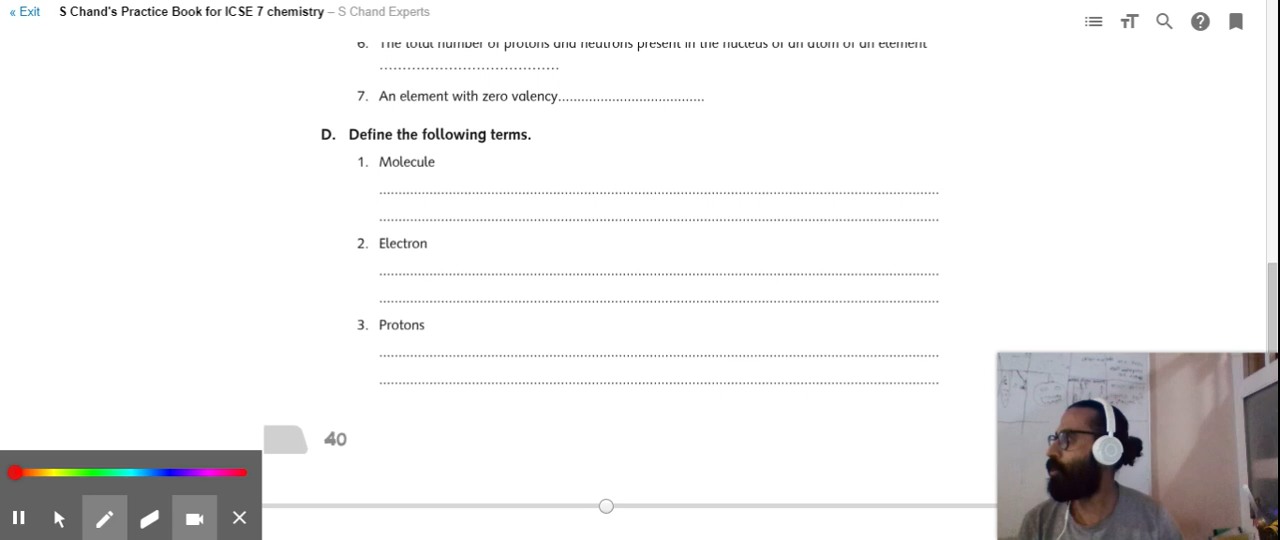 « Exit S Chand's Practice Book for ICSE 7 chemistry – S Chand Experts
6. The total number of protons and neutrons present in the nucleus of an atom of an element
.......................................
7. An element with zero valency......................................
D. Define the following terms.
1. Molecule
2. Electron
3. Protons
40